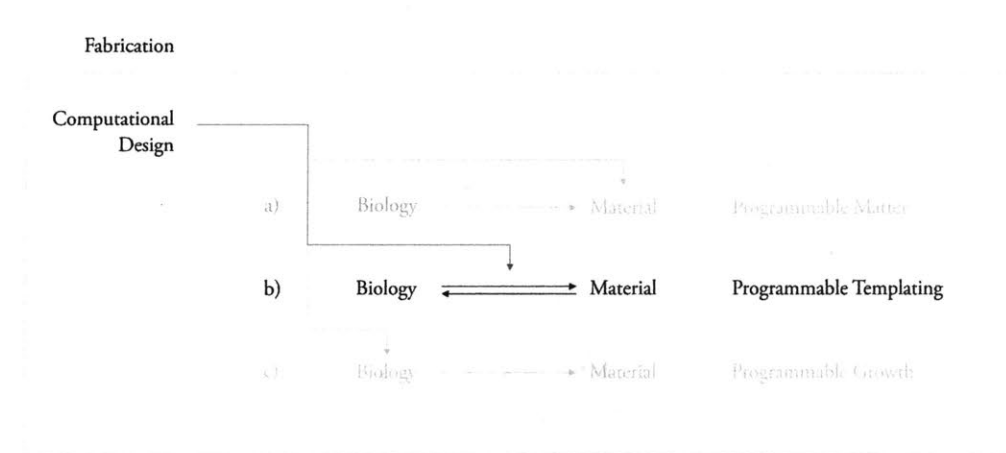 Fabrication
Computational
Design
a) Biology Material Programmable Matter
b) Biology Material Programmable Templating
c) Biology Material Programmable Growth